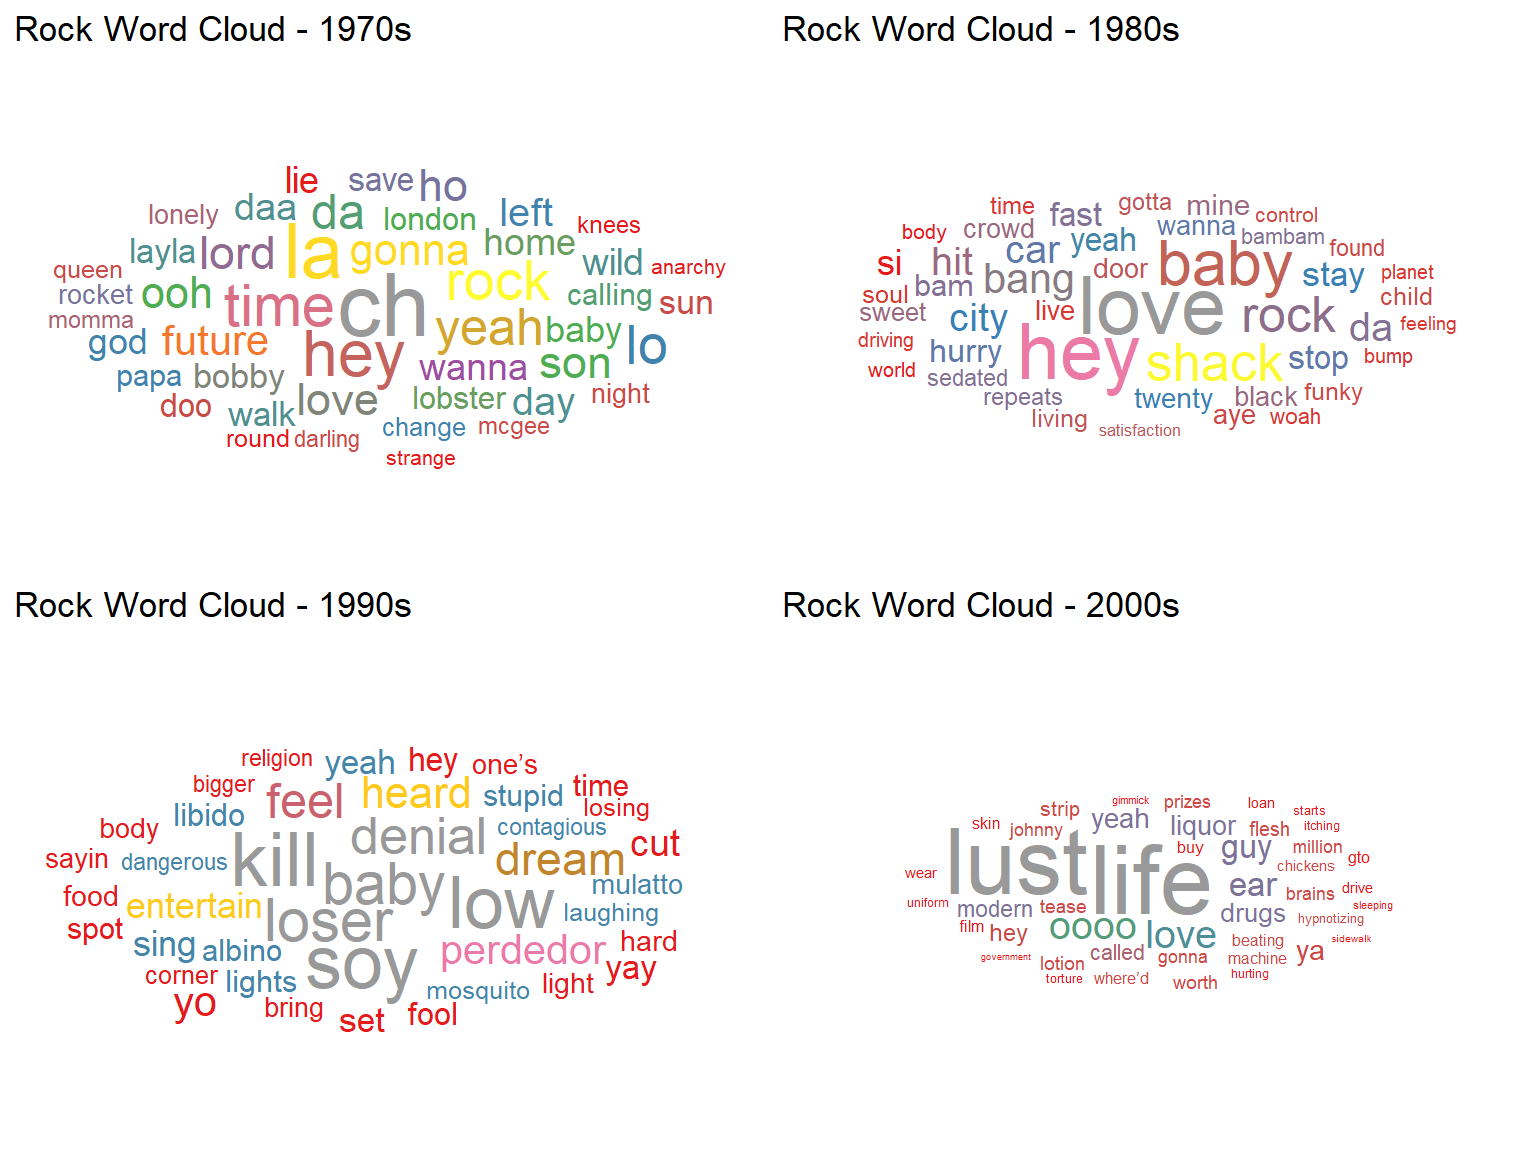 Rock Word Cloud - 1970s
lie save ho
lonely daa da london left knees
layla lord la gonna home wild anarchy
queen rocket ooh time ch rock calling sun
momma god future hey yeah baby lo
papa bobby love wanna son
doo walk lobster day night
round darling change mcgee
strange
Rock Word Cloud - 1980s
time fast gotta mine control
body crowd car yeah wanna bambam found
si hit bang door baby stay planet
soul bam love child
sweet city live rock da feeling
driving hurry hey shack stop bump
world sedated
repeats twenty black funky
living satisfaction aye woah
Rock Word Cloud - 1990s
religion yeah hey one’s
bigger feel heard stupid time
libido losing
body kill denial contagious cut
sayin dangerous dream
food entertain baby low mulatto
spot loser laughing
sing albino soy perdedor hard
corner lights mosquito light yay
yo bring set fool
Rock Word Cloud - 2000s
strip gimmick prizes loan starts
skin johnny yeah liquor flesh itching
lust life buy guy million
wear chickens gto
uniform modern tease ear brains drive
sleeping
film hey oooo love drugs hypnotizing
government called gonna beating ya sidewalk
lotion machine
torture where’d worth hurting